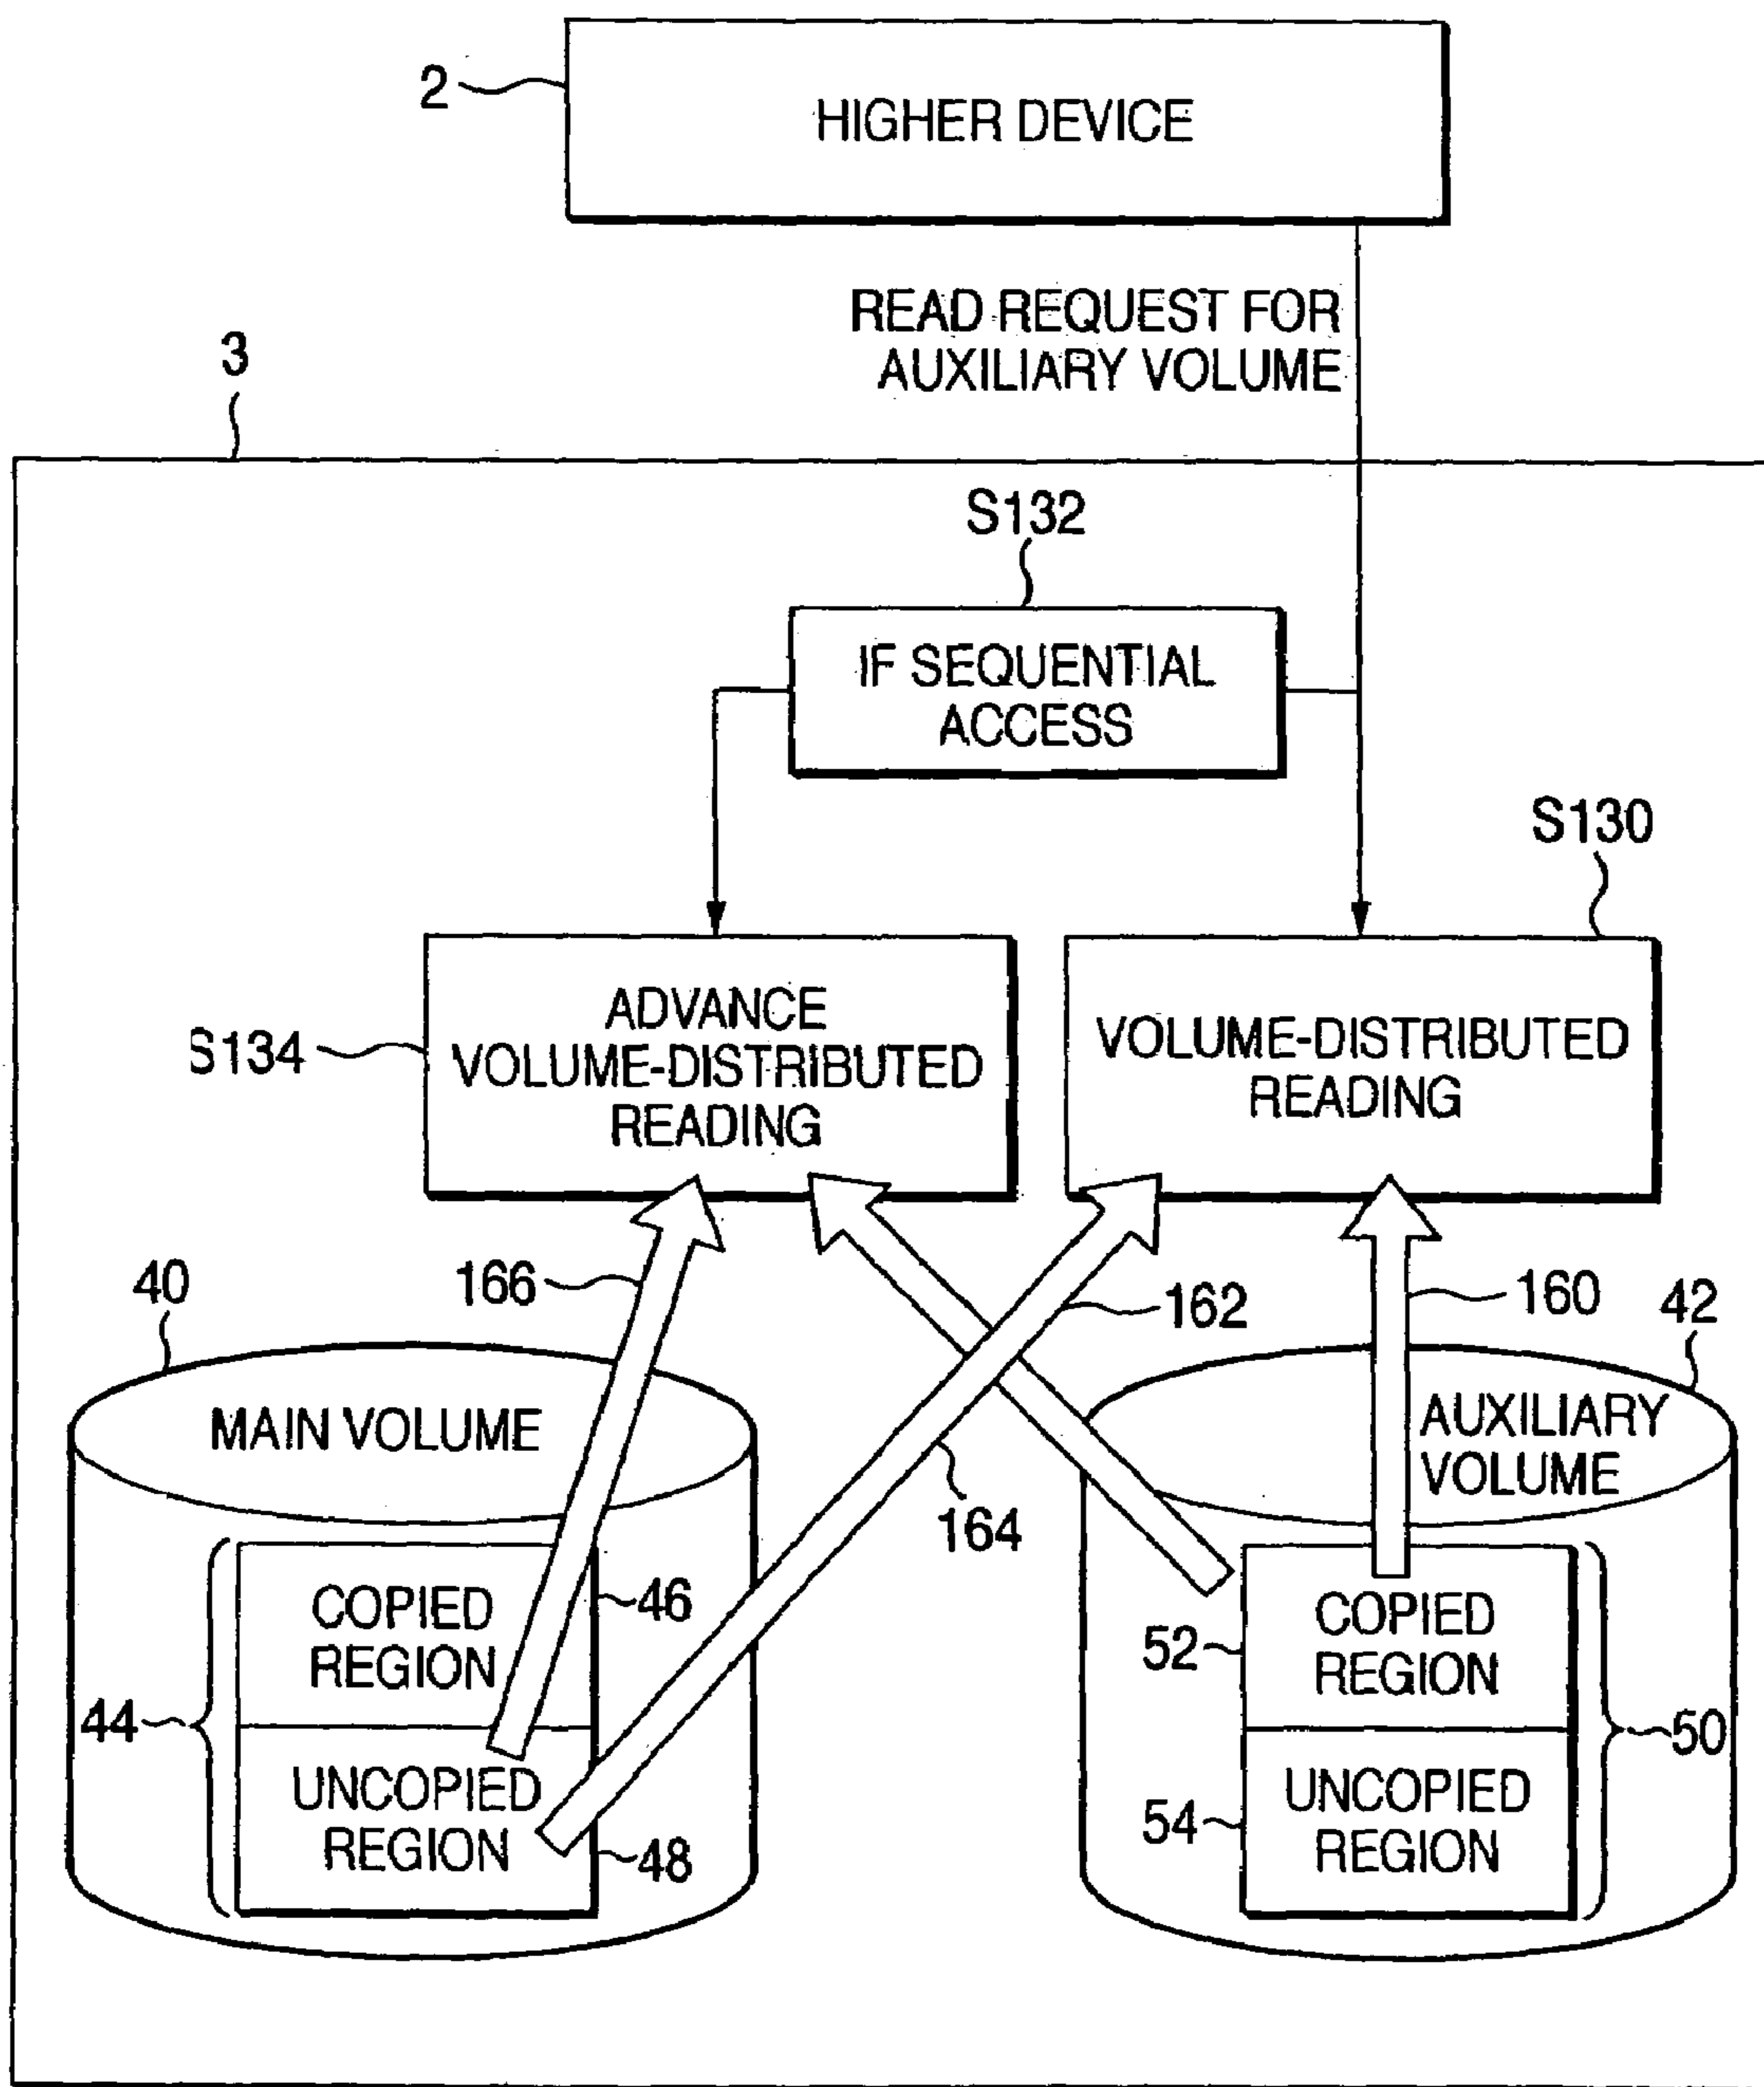 2
HIGHER DEVICE
READ REQUEST FOR
AUXILIARY VOLUME
3
S132
IF SEQUENTIAL
ACCESS
S130
S134
ADVANCE
VOLUME-DISTRIBUTED
READING
VOLUME-DISTRIBUTED
READING
40
166
162
160
42
MAIN VOLUME
AUXILIARY
VOLUME
164
44
COPIED
REGION
46
UNCOPIED
REGION
48
52
COPIED
REGION
50
54
UNCOPIED
REGION